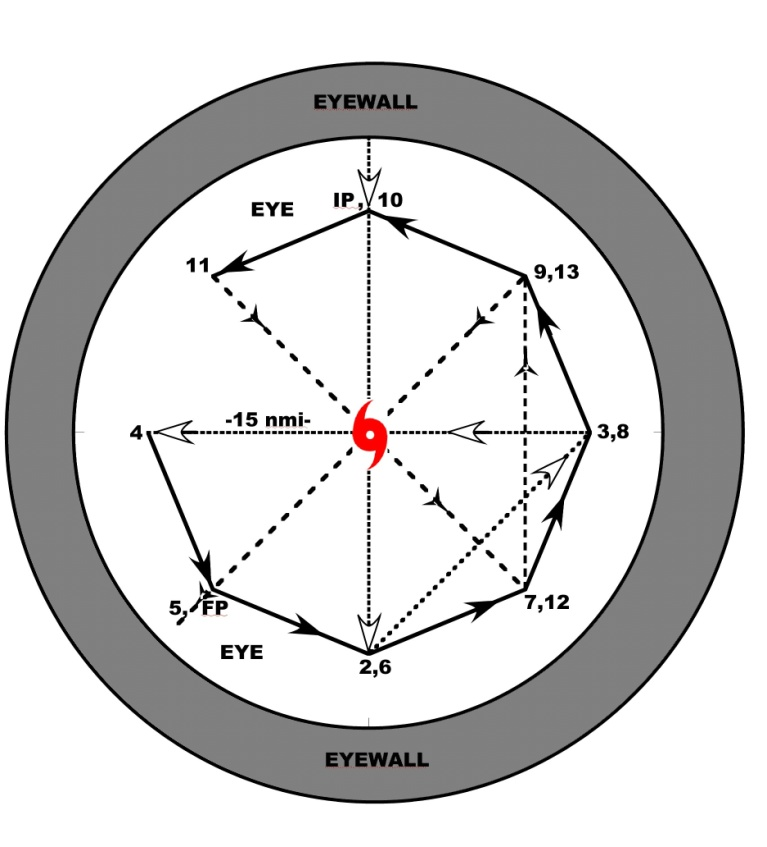 EYEWALL
IP, 10
EYE
11
9,13
-15 nmi-
4
3,8
5, FP
7,12
EYE
2,6
EYEWALL